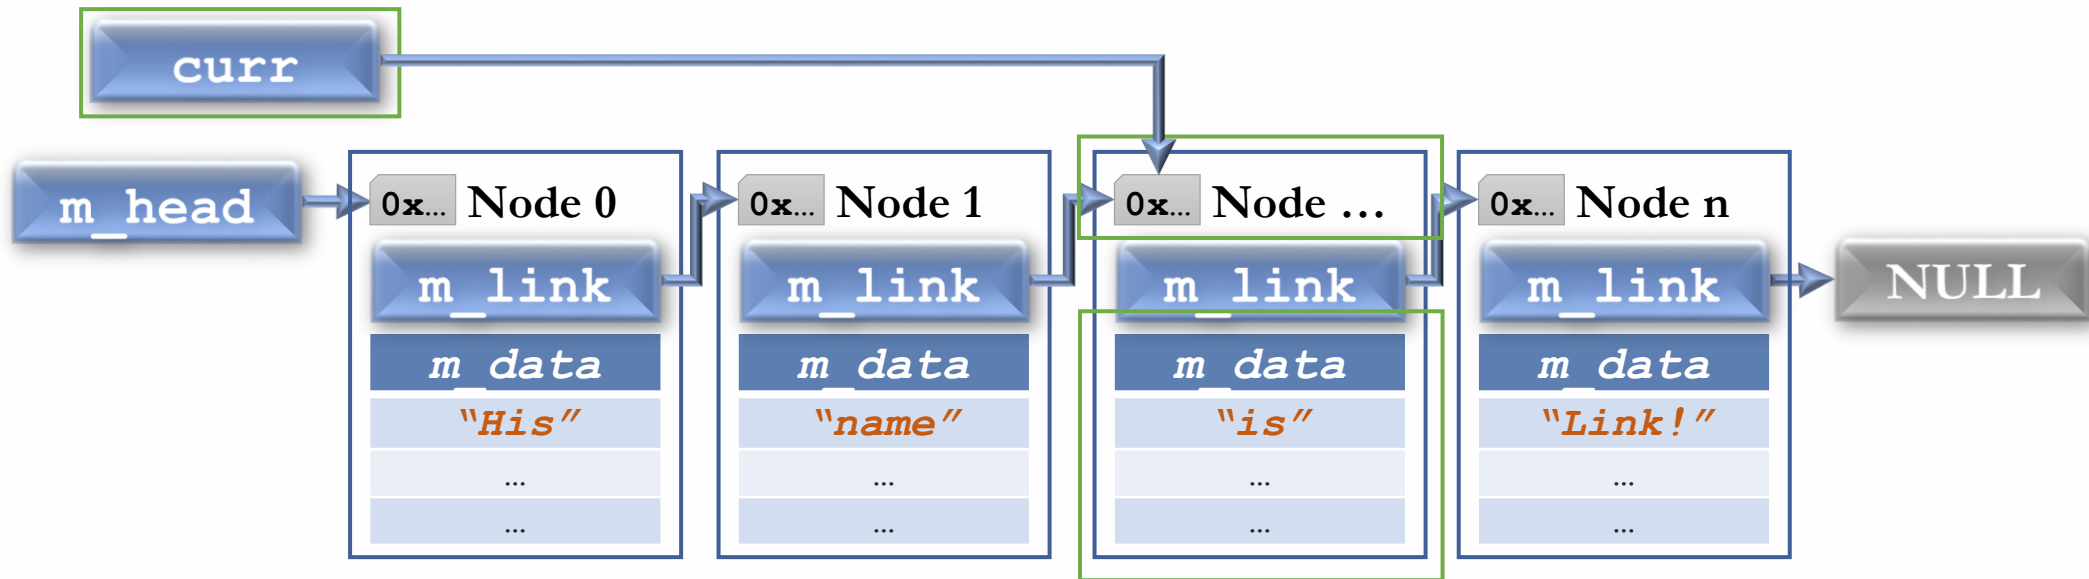 curr
m_head
0x... Node 0
0x... Node 1
0x... Node ...
0x... Node n
m_link
m_link
m_link
m_link
NULL
m_data
m_data
m_data
m_data
“His”
“name”
“is”
“Link!”
...
...
...
...
...
...
...
...